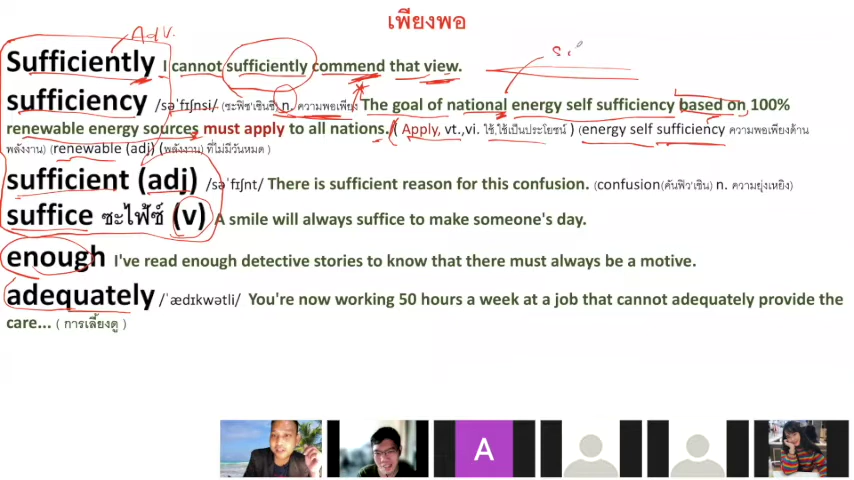 เพียงพอ
Adv.
Sufficiently I cannot sufficiently commend that view.
sufficiency /səˈfɪʃnsi/ (ซะฟิช'เชินซี) n. ความพอเพียง The goal of national energy self sufficiency based on 100%
renewable energy sources must apply to all nations. ( Apply, vt.,vi. ใช้,ใช้เป็นประโยชน์ ) (energy self sufficiency ความพอเพียงด้าน
พลังงาน) (renewable (adj) (พลังงาน) ที่ไม่มีวันหมด )
sufficient (adj) /səˈfɪʃnt/ There is sufficient reason for this confusion. (confusion(คันฟิว'เชิน) n. ความยุ่งเหยิง)
suffice ซะไฟ้ซ์ (v) A smile will always suffice to make someone's day.
enough I've read enough detective stories to know that there must always be a motive.
adequately /ˈædɪkwətli/ You're now working 50 hours a week at a job that cannot adequately provide the
care... ( การเลี้ยงดู )
A